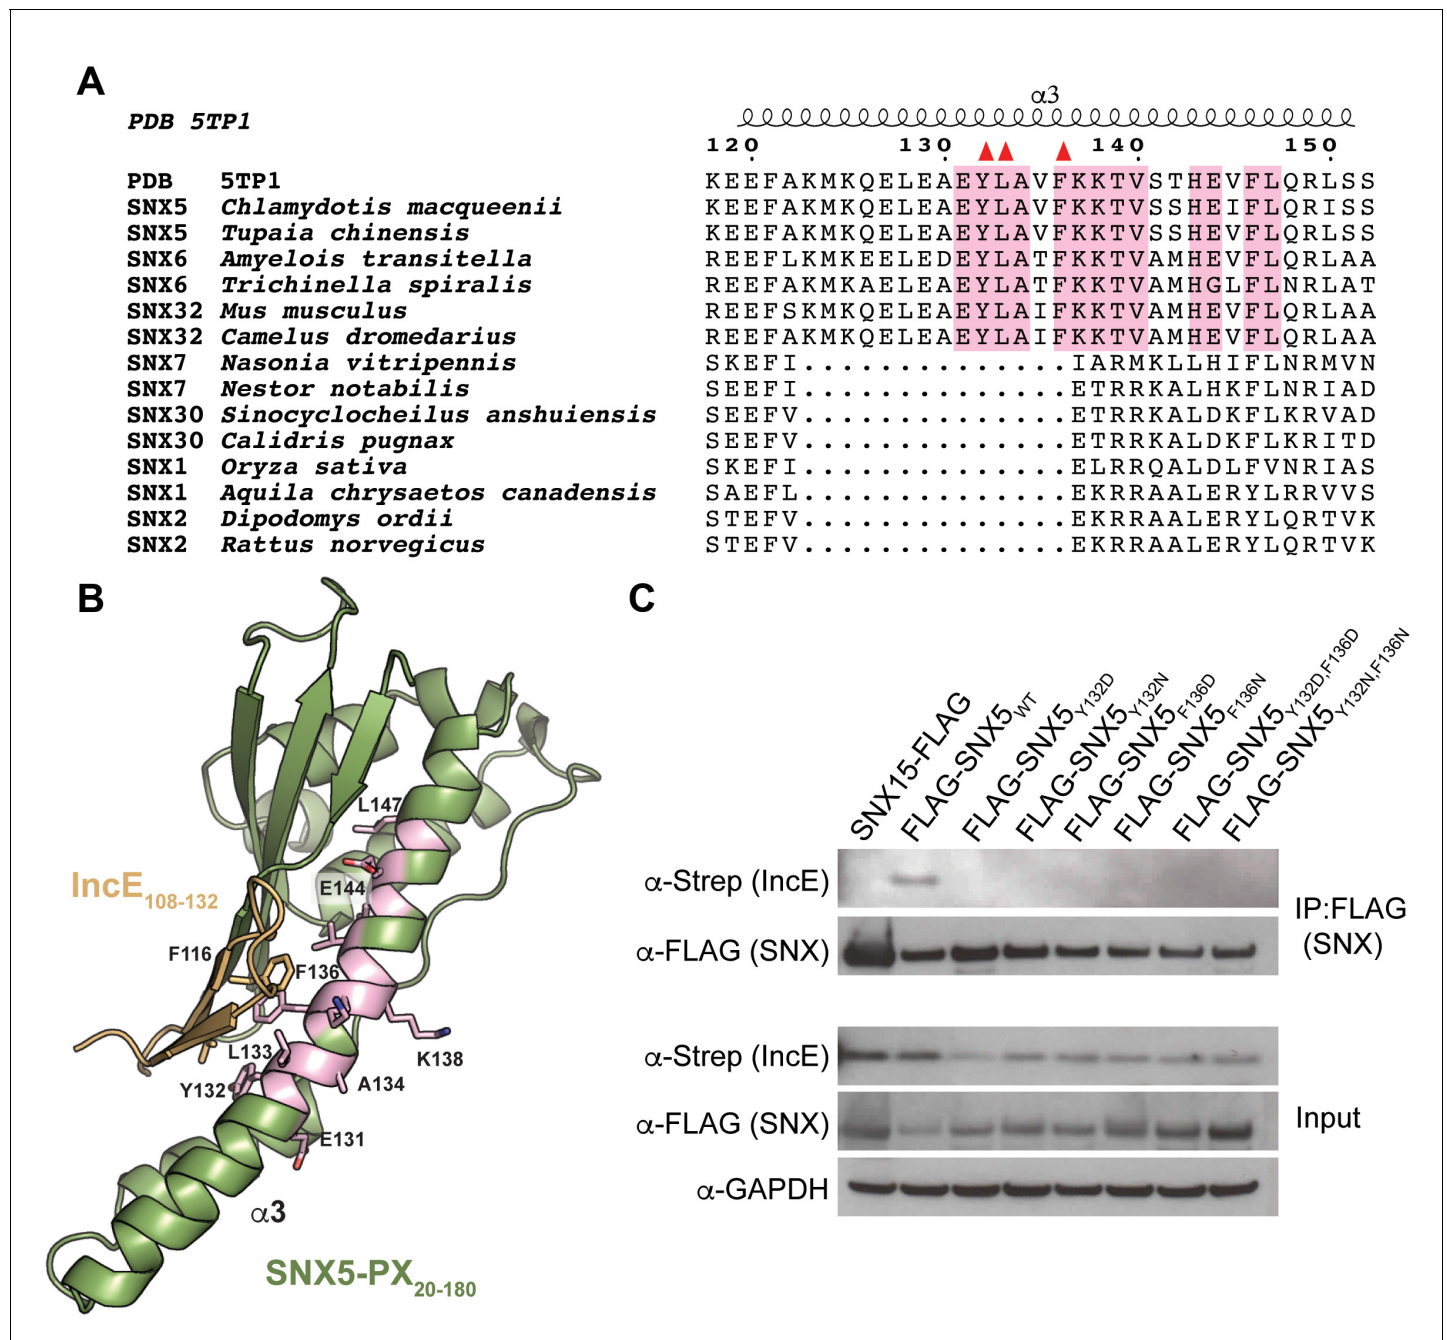 A
α3
PDB 5TP1
120 130 140 150
PDB 5TP1 KEEFAKMKQELEAEYLAVFKKTVSTHEVFLQRLSS
SNX5 Chlamydotis macqueenii KEEFAKMKQELEAEYLAVFKKTVSSHEIFLQRISS
SNX5 Tupaia chinensis KEEFAKMKQELEAEYLAVFKKTVSSHEVFLQRLSS
SNX6 Amyelois transitella REEFLKMKEELEDEYLATFKKTVAMHEVFLQRLAA
SNX6 Trichinella spiralis REEFAKMKAELEAEYLATFKKTVAMHGLFLNRLAT
SNX32 Mus musculus REEFSKMKQELEAEYLAIFKKTVAMHEVFLQRLAA
SNX32 Camelus dromedarius REEFAKMKQELEAEYLAIFKKTVAMHEVFLQRLAA
SNX7 Nasonia vitripennis SKEFI..............IARMKLLHIFLNRMVN
SNX7 Nestor notabilis SEEFI..............ETRRKALHKFLNRIAD
SNX30 Sinocyclocheilus anshuiensis SEEFV..............ETRRKALDKFLKRVAD
SNX30 Calidris pugnax SEEFV..............ETRRKALDKFLKRITD
SNX1 Oryza sativa SKEFI..............ELRRQALDLFVNRIAS
SNX1 Aquila chrysaetos canadensis SAEFL..............EKRRAALERYLRRVVS
SNX2 Dipodomys ordii STEFV..............EKRRAALERYLQRTVK
SNX2 Rattus norvegicus STEFV..............EKRRAALERYLQRTVK
B
L147
E144
IncE108-132
F116
F136
K138
L133
A134
Y132
E131
α3
SNX5-PX20-180
C
SNX15-FLAG
FLAG-SNX5WT
FLAG-SNX5Y132D
FLAG-SNX5Y132N
FLAG-SNX5F136D
FLAG-SNX5F136N
FLAG-SNX5Y132D,F136D
FLAG-SNX5Y132N,F136N
α-Strep (IncE)
α-FLAG (SNX)
IP:FLAG
(SNX)
α-Strep (IncE)
α-FLAG (SNX)
α-GAPDH
Input